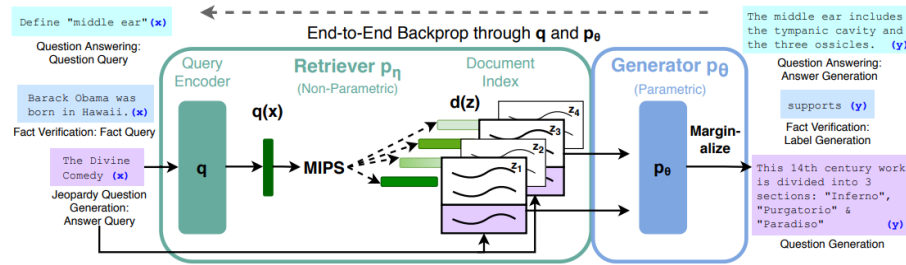 End-to-End Backprop through q and pθ
Define "middle ear" (x)
Question Answering:
Question Query
Barack Obama was
born in Hawaii. (x)
Fact Verification: Fact Query
The Divine
Comedy (x)
Jeopardy Question
Generation:
Answer Query
Query
Encoder
q
Retriever pη
(Non-Parametric)
q(x)
MIPS
Document
Index
d(z)
z4
z3
z2
z1
Generator pθ
(Parametric)
pθ
Margin-
alize
The middle ear includes
the tympanic cavity and
the three ossicles. (y)
Question Answering:
Answer Generation
supports (y)
Fact Verification:
Label Generation
This 14th century work
is divided into 3
sections: "Inferno",
"Purgatorio" &
"Paradiso" (y)
Question Generation